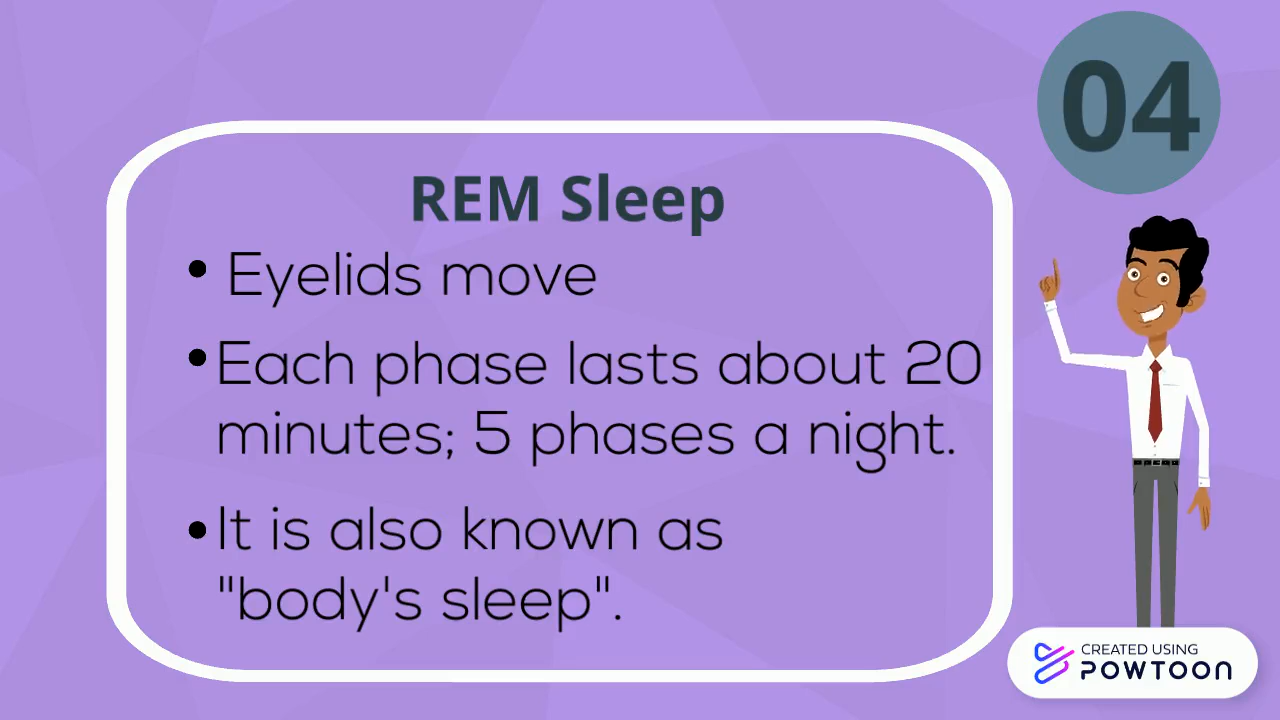 04
REM Sleep
• Eyelids move
• Each phase lasts about 20
minutes; 5 phases a night.
• It is also known as
"body's sleep".
CREATED USING
POWTOON